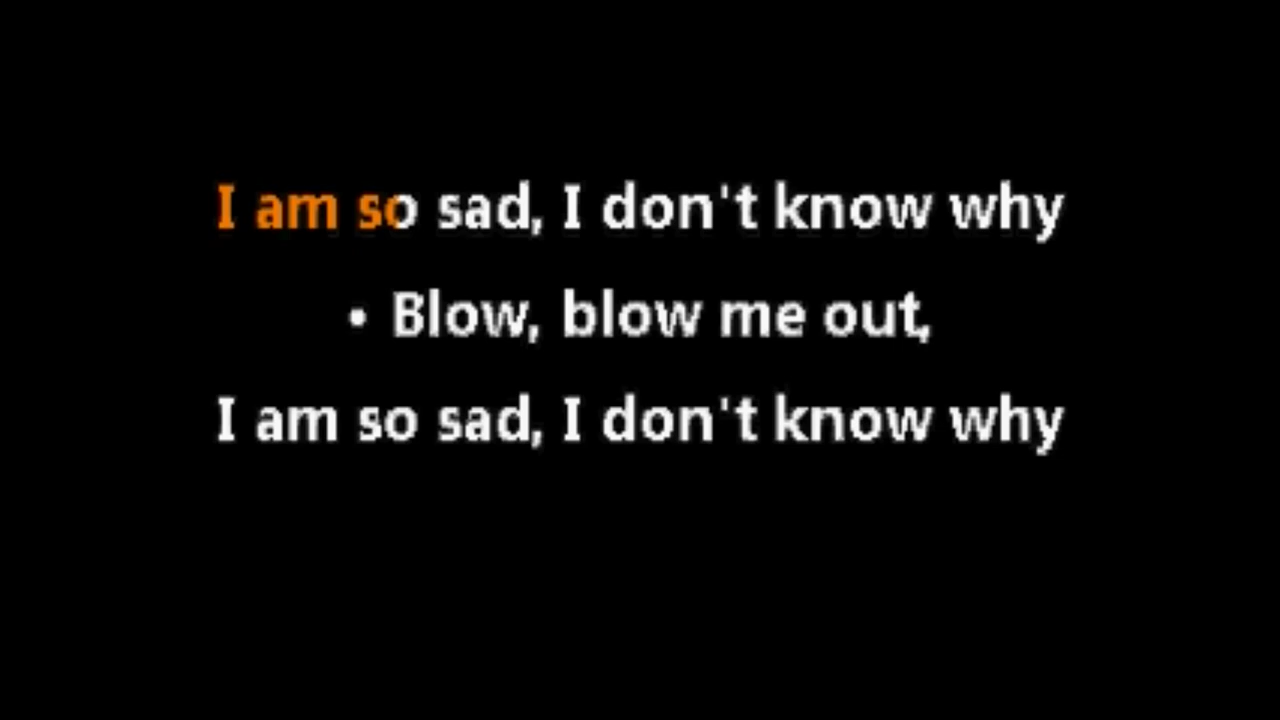 I am so sad, I don't know why
• Blow, blow me out,
I am so sad, I don't know why